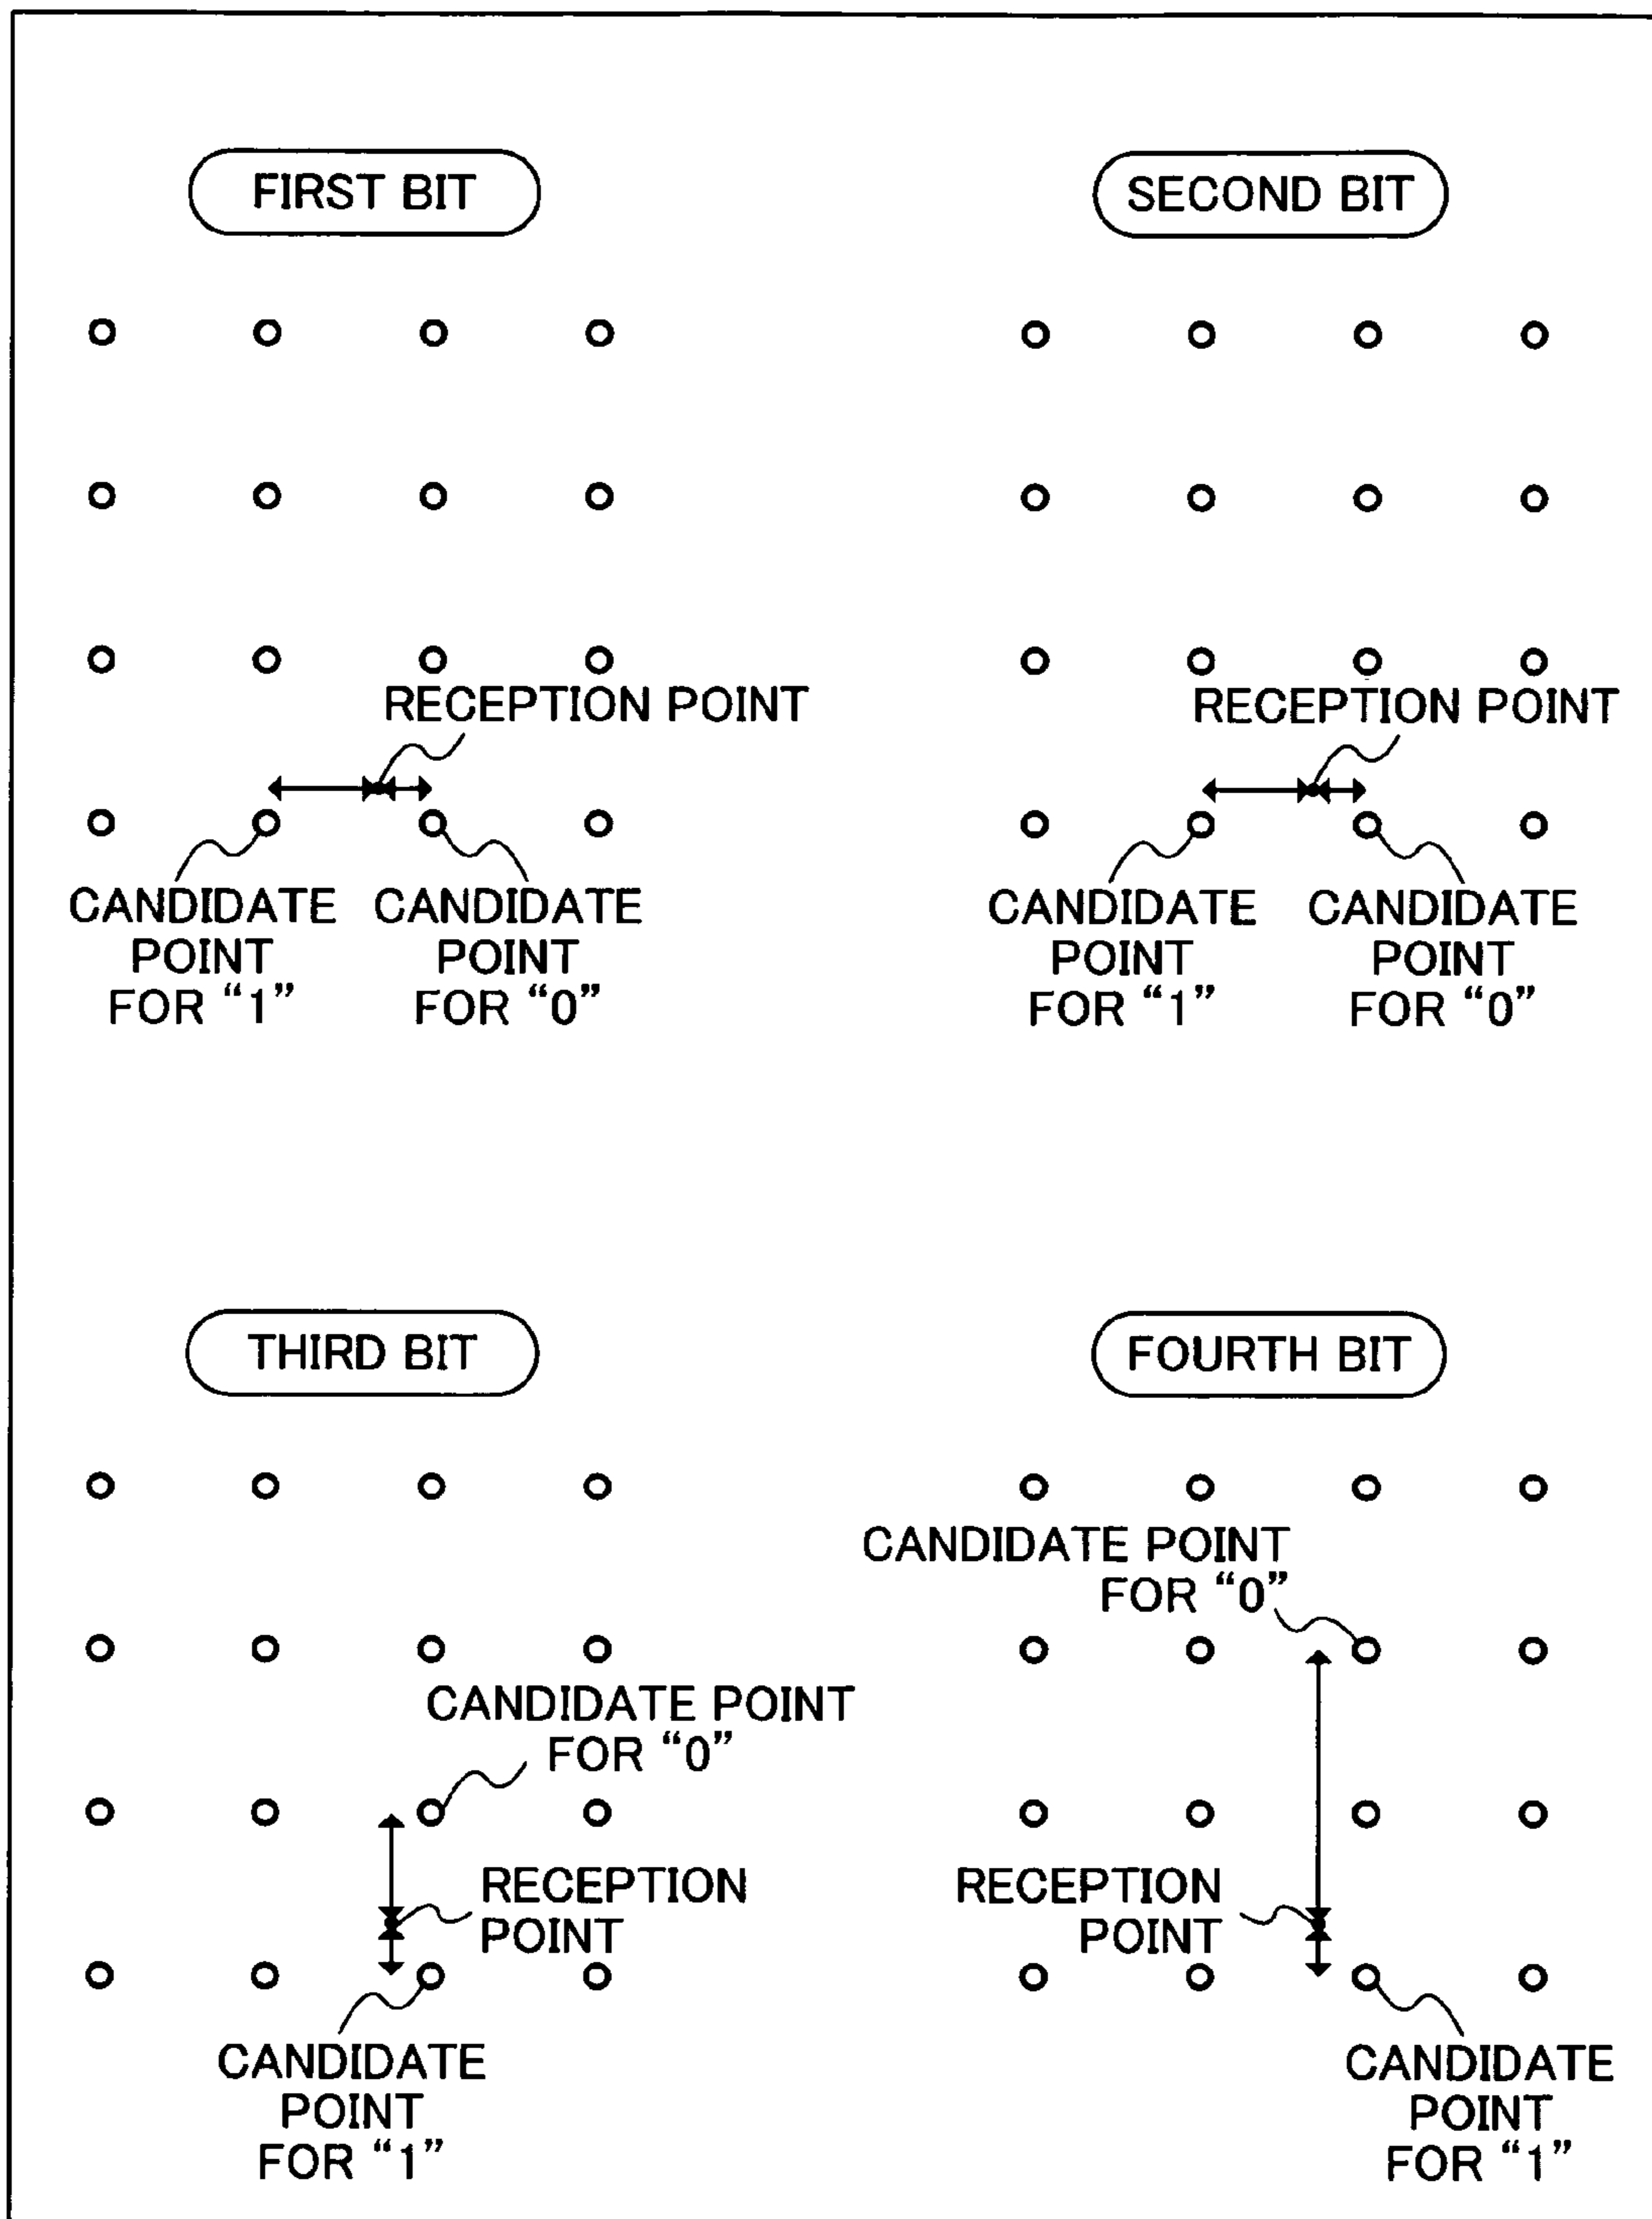 FIRST BIT
SECOND BIT
RECEPTION POINT
RECEPTION POINT
CANDIDATE
POINT
FOR “1”
CANDIDATE
POINT
FOR “0”
CANDIDATE
POINT
FOR “1”
CANDIDATE
POINT
FOR “0”
THIRD BIT
FOURTH BIT
CANDIDATE POINT
FOR “0”
RECEPTION
POINT
CANDIDATE
POINT
FOR “1”
CANDIDATE POINT
FOR “0”
RECEPTION
POINT
CANDIDATE
POINT
FOR “1”